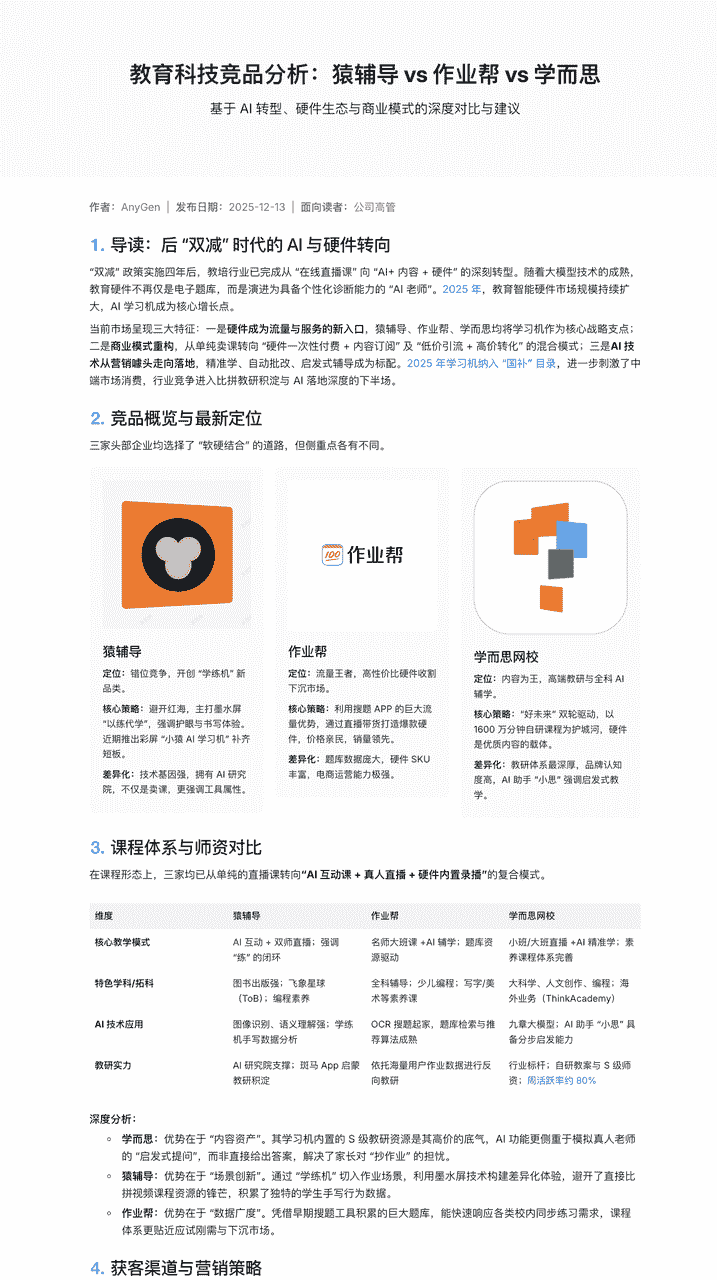 教育科技竞品分析：猿辅导 vs 作业帮 vs 学而思
基于 AI 转型、硬件生态与商业模式的深度对比与建议
作者：AnyGen | 发布日期：2025-12-13 | 面向读者：公司高管
1. 导读：后 “双减” 时代的 AI 与硬件转向
“双减” 政策实施四年后，教培行业已完成从 “在线直播课” 向 “AI+ 内容 + 硬件” 的深刻转型。随着大模型技术的成熟，
教育硬件不再仅是电子题库，而是演进为具备个性化诊断能力的 “AI 老师”。2025 年，教育智能硬件市场规模持续扩
大，AI 学习机成为核心增长点。
当前市场呈现三大特征：一是硬件成为流量与服务的新入口，猿辅导、作业帮、学而思均将学习机作为核心战略支点；
二是商业模式重构，从单纯卖课转向 “硬件一次性付费 + 内容订阅” 及 “低价引流 + 高价转化” 的混合模式；三是AI 技
术从营销噱头走向落地，精准学、自动批改、启发式辅导成为标配。2025 年学习机纳入 “国补” 目录，进一步刺激了中
端市场消费，行业竞争进入比拼教研积淀与 AI 落地深度的下半场。
2. 竞品概览与最新定位
三家头部企业均选择了 “软硬结合” 的道路，但侧重点各有不同。
猿辅导
定位：错位竞争，开创 “学练机” 新
品类。
核心策略：避开红海，主打墨水屏
“以练代学”，强调护眼与书写体验。
近期推出彩屏 “小猿 AI 学习机” 补齐
短板。
差异化：技术基因强，拥有 AI 研究
院，不仅是卖课，更强调工具属性。
100 作业帮
作业帮
定位：流量王者，高性价比硬件收割
下沉市场。
核心策略：利用搜题 APP 的巨大流
量优势，通过直播带货打造爆款硬
件，价格亲民，销量领先。
差异化：题库数据庞大，硬件 SKU
丰富，电商运营能力极强。
学而思网校
定位：内容为王，高端教研与全科 AI
辅学。
核心策略：“好未来” 双轮驱动，以
1600 万分钟自研课程为护城河，硬件
是优质内容的载体。
差异化：教研体系最深厚，品牌认知
度高，AI 助手 “小思” 强调启发式教
学。
3. 课程体系与师资对比
在课程形态上，三家均已从单纯的直播课转向“AI 互动课 + 真人直播 + 硬件内置录播”的复合模式。
维度 猿辅导 作业帮 学而思网校
核心教学模式 AI 互动 + 双师直播；强调 名师大班课 +AI 辅学；题库资 小班/大班直播 +AI 精准学；素
“练” 的闭环 源驱动 养课程体系完善
特色学科/拓科 图书出版强；飞象星球 全科辅导；少儿编程；写字/美 大科学、人文创作、编程；海
（ToB）；编程素养 术等素养课 外业务（ThinkAcademy）
AI 技术应用 图像识别、语义理解强；学练 OCR 搜题起家，题库检索与推 九章大模型；AI 助手 “小思” 具
机手写数据分析 荐算法成熟 备分步启发能力
教研实力 AI 研究院支撑；斑马 App 启蒙 依托海量用户作业数据进行反 行业标杆；自研教案与 S 级师
教研积淀 向教研 资；周活跃率约 80%
深度分析：
学而思：优势在于 “内容资产”。其学习机内置的 S 级教研资源是其高价的底气，AI 功能更侧重于模拟真人老师
的 “启发式提问”，而非直接给出答案，解决了家长对 “抄作业” 的担忧。
猿辅导：优势在于 “场景创新”。通过 “学练机” 切入作业场景，利用墨水屏技术构建差异化体验，避开了直接比
拼视频课程资源的锋芒，积累了独特的学生手写行为数据。
作业帮：优势在于 “数据广度”。凭借早期搜题工具积累的巨大题库，能快速响应各类校内同步练习需求，课程
体系更贴近应试刚需与下沉市场。
4. 获客渠道与营销策略